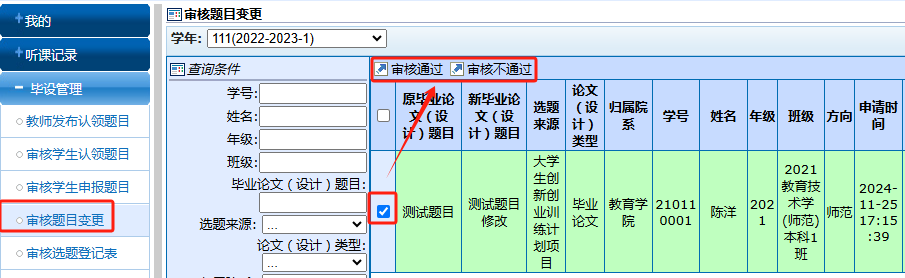 我的
听课记录
毕设管理
教师发布认领题目
审核学生认领题目
审核学生申报题目
审核题目变更
审核选题登记表
审核题目变更
学年: 111(2022-2023-1)
查询条件
学号:
姓名:
年级:
班级:
毕业论文（设计）题目:
选题来源: ...
论文（设计）类型:
...
审核通过 审核不通过
原毕业论文（设计）题目 新毕业论文（设计）题目 选题来源 论文（设计）类型 归属院系 学号 姓名 年级 班级 方向 申请时间
测试题目 测试题目修改 大学生创新创业训练计划项目 毕业论文 教育学院 210110001 陈洋 2021 2021教育技术学(师范)本科1班 师范 2024-11-25 17:15:39